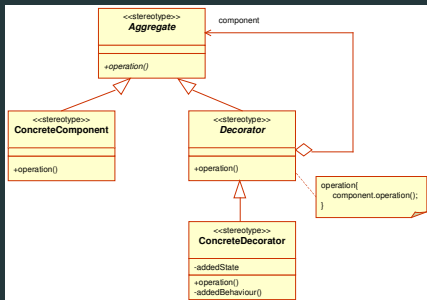 <<stereotype>>
Aggregate
+operation()
component
<<stereotype>>
ConcreteComponent
+operation()
<<stereotype>>
Decorator
+operation()
operation{
component.operation();
}
<<stereotype>>
ConcreteDecorator
-addedState
+operation()
-addedBehaviour()